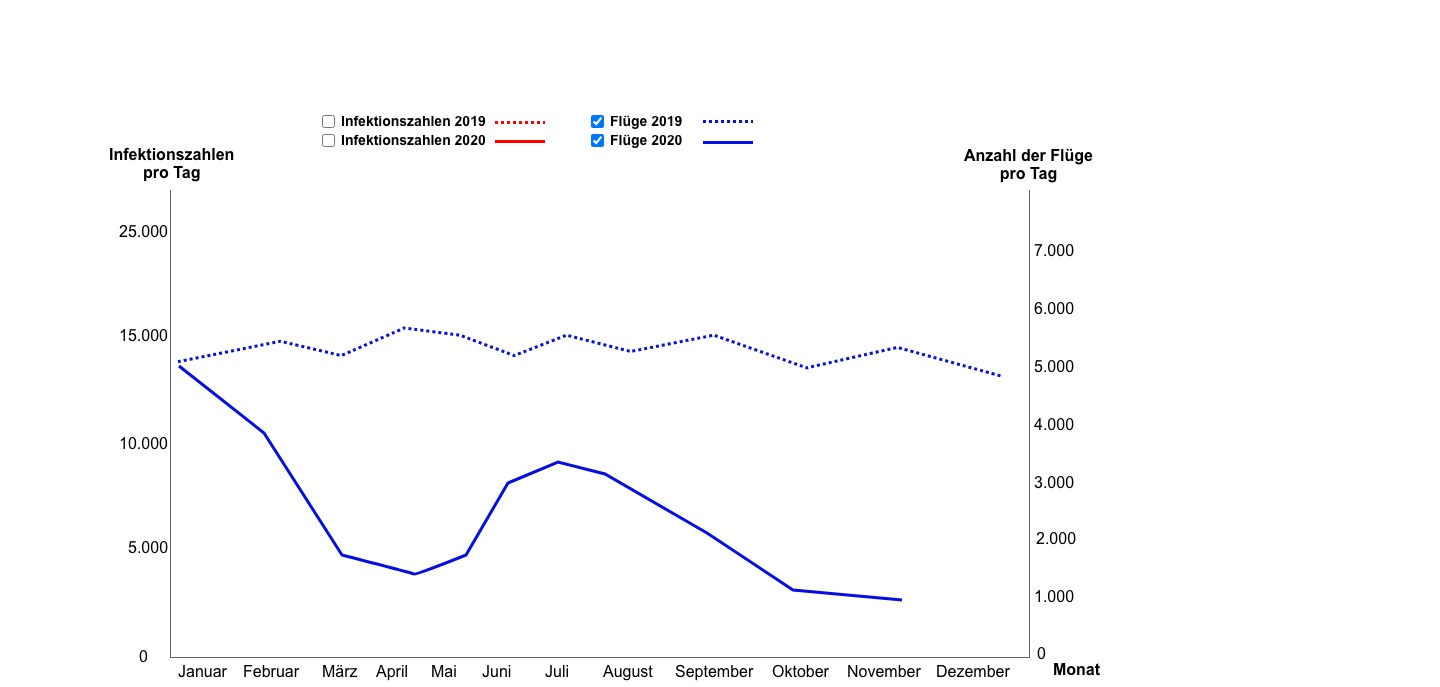 Infektionszahlen 2019
Flüge 2019
Infektionszahlen 2020
Flüge 2020
Infektionszahlen
pro Tag
Anzahl der Flüge
pro Tag
25.000
15.000
10.000
5.000
0
7.000
6.000
5.000
4.000
3.000
2.000
1.000
0
Januar Februar März April Mai Juni Juli August September Oktober November Dezember
Monat